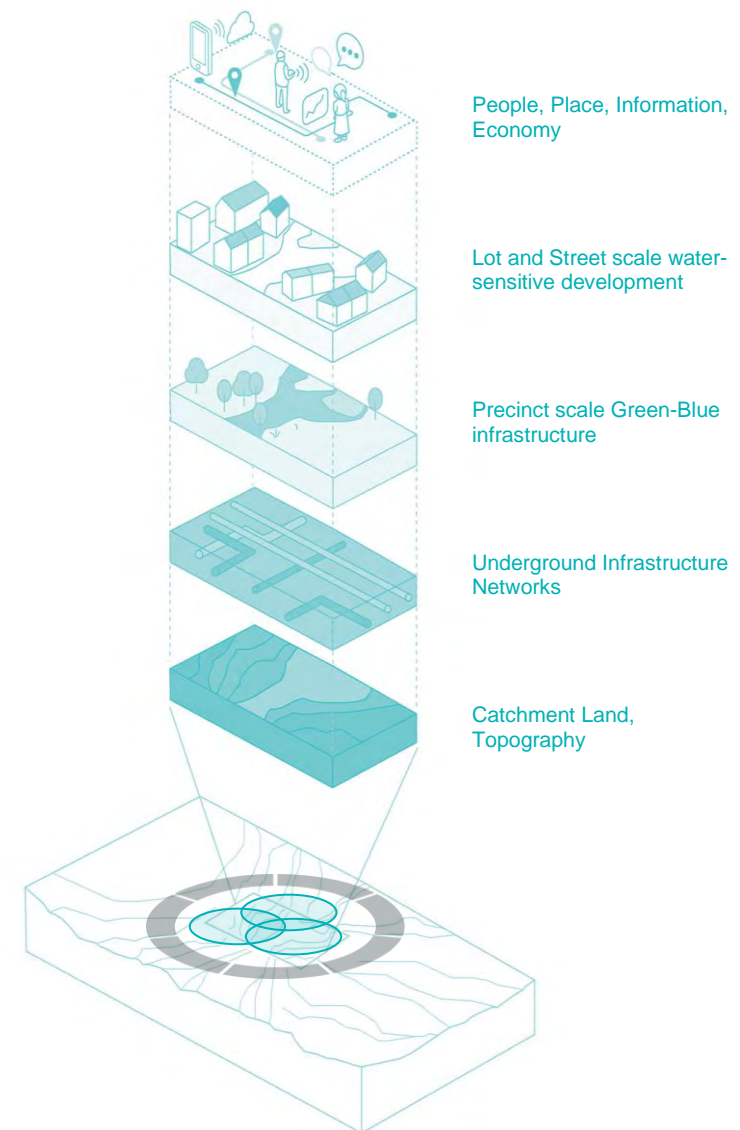 People, Place, Information,
Economy
Lot and Street scale water-
sensitive development
Precinct scale Green-Blue
infrastructure
Underground Infrastructure
Networks
Catchment Land,
Topography